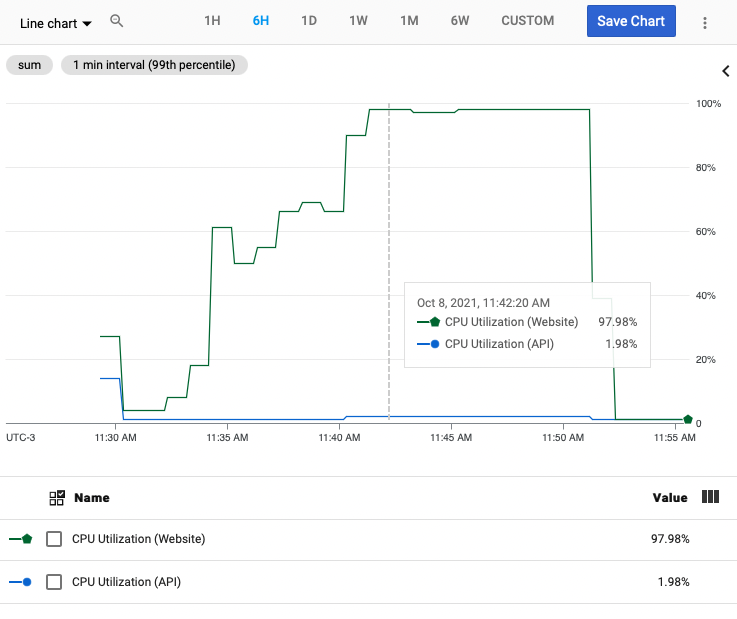 Line chart 1H 6H 1D 1W 1M 6W CUSTOM Save Chart
sum 1 min interval (99th percentile)
100%
80%
60%
40%
Oct 8, 2021, 11:42:20 AM
CPU Utilization (Website) 97.98%
CPU Utilization (API) 1.98%
20%
0
UTC-3 11:30 AM 11:35 AM 11:40 AM 11:45 AM 11:50 AM 11:55 AM
Name Value
CPU Utilization (Website) 97.98%
CPU Utilization (API) 1.98%